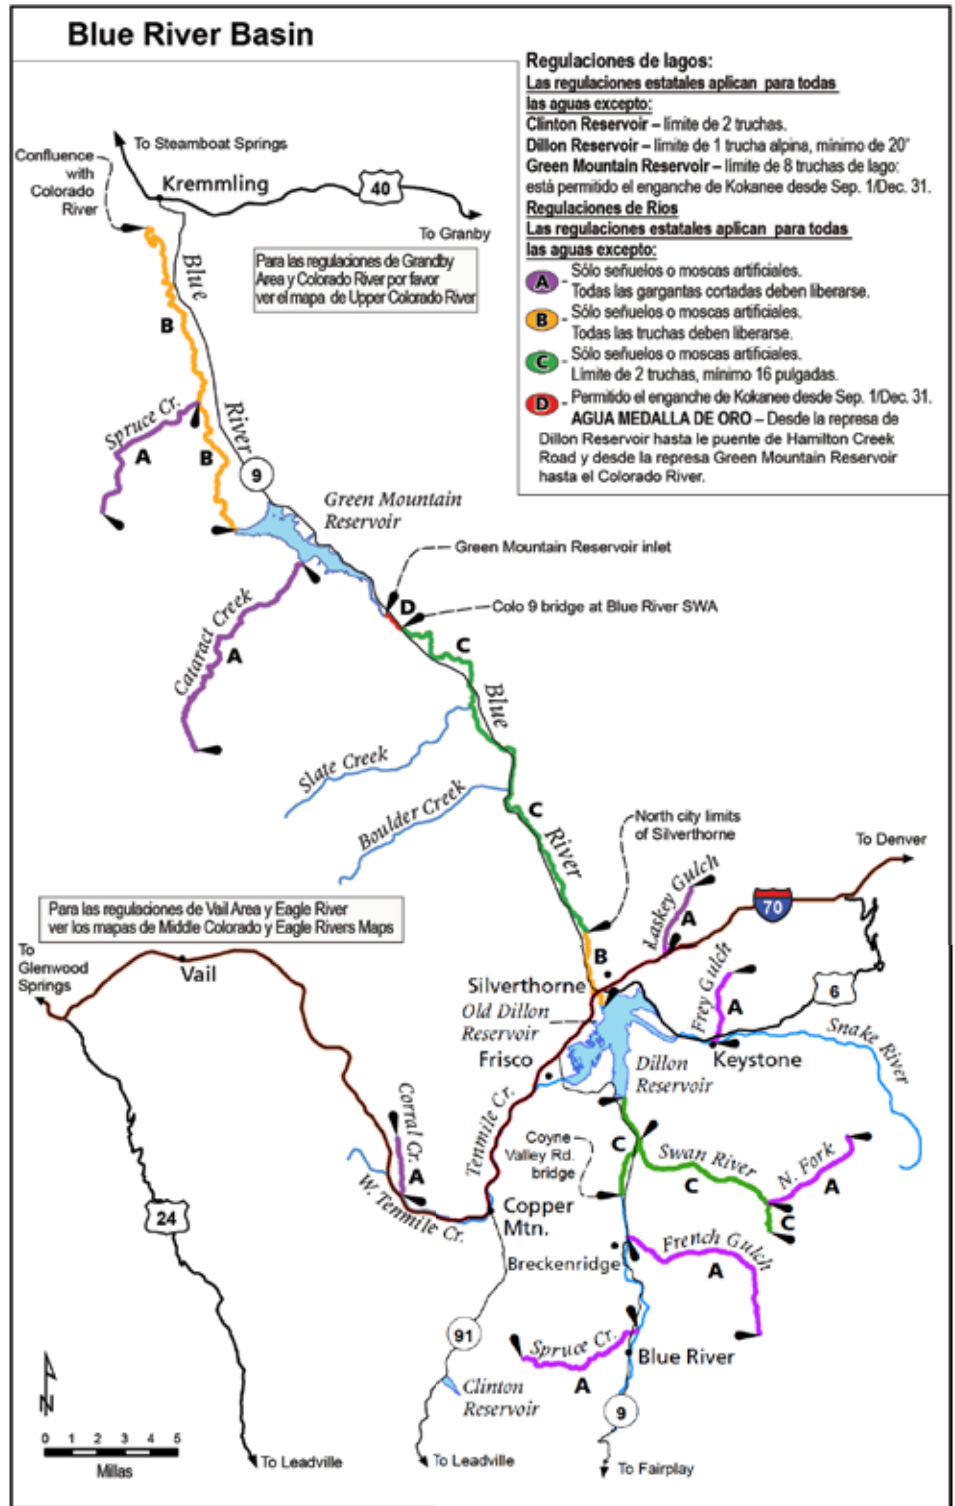 Blue River Basin
Regulaciones de lagos:
Las regulaciones estatales aplican para todas
las aguas excepto:
Clinton Reservoir – límite de 2 truchas.
Dillon Reservoir – límite de 1 trucha alpina, mínimo de 20"
Green Mountain Reservoir – límite de 8 truchas de lago:
está permitido el enganche de Kokanee desde Sep. 1/Dec. 31.
Regulaciones de Ríos
Las regulaciones estatales aplican para todas
las aguas excepto:
A - Sólo señuelos o moscas artificiales.
Todas las gargantas cortadas deben liberarse.
B - Sólo señuelos o moscas artificiales.
Todas las truchas deben liberarse.
C - Sólo señuelos o moscas artificiales.
Límite de 2 truchas, mínimo 16 pulgadas.
D - Permitido el enganche de Kokanee desde Sep. 1/Dec. 31.
AGUA MEDALLA DE ORO – Desde la represa de
Dillon Reservoir hasta le puente de Hamilton Creek
Road y desde la represa Green Mountain Reservoir
hasta el Colorado River.
To Steamboat Springs
Confluence
with
Colorado
River
Kremmling
40
To Granby
Para las regulaciones de Grandby
Area y Colorado River por favor
ver el mapa de Upper Colorado River
Blue
B
River
Spruce Cr.
A
B
9
Green Mountain
Reservoir
Green Mountain Reservoir inlet
D
Colo 9 bridge at Blue River SWA
C
Cataract Creek
A
Blue
Slate Creek
Boulder Creek
C
River
North city limits
of Silverthorne
To Denver
Laskey Gulch
A
70
Para las regulaciones de Vail Area y Eagle River
ver los mapas de Middle Colorado y Eagle Rivers Maps
To
Glenwood
Springs
Vail
B
Silverthorne
Frey Gulch
A
6
Old Dillon
Reservoir
Snake River
Frisco
Dillon
Reservoir
Keystone
Corral Cr.
A
Tenmile Cr.
Coyne
Valley Rd.
bridge
C
Swan River
C
N. Fork
A
C
W. Tenmile Cr.
Copper
Mtn.
24
Breckenridge
French Gulch
A
91
Spruce Cr.
A
Blue River
Clinton
Reservoir
9
N
0 1 2 3 4 5
Millas
To Leadville
To Leadville
To Fairplay